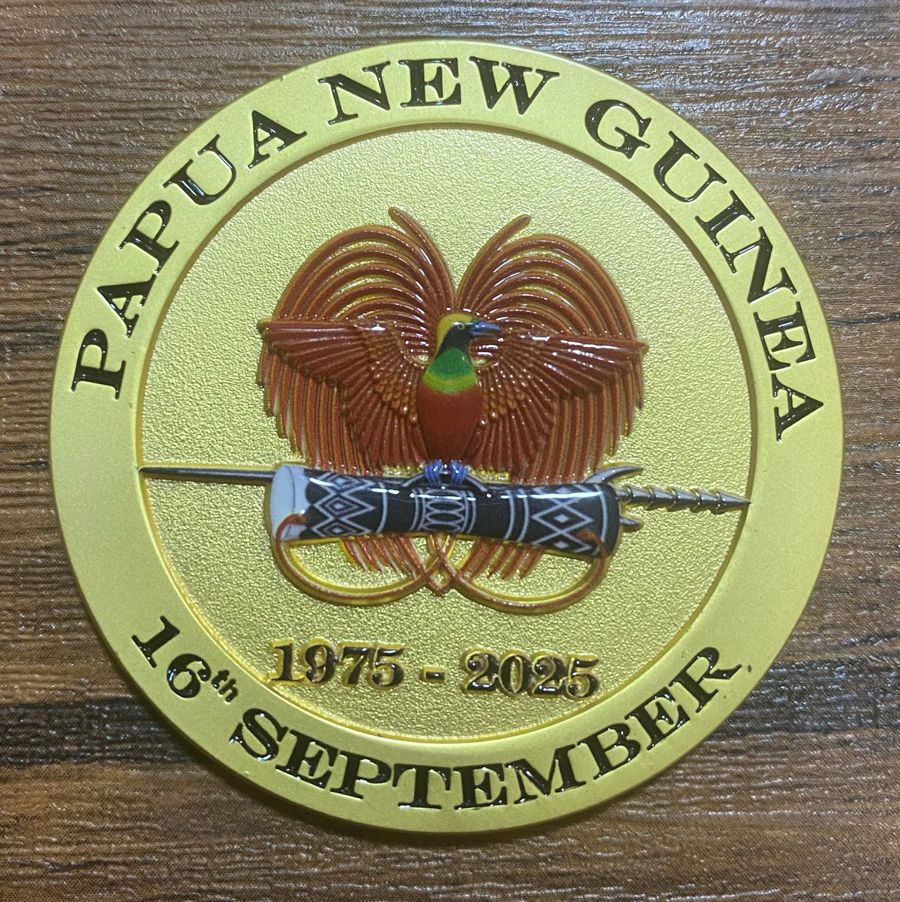 PAPUA NEW GUINEA
1975 - 2025
16th SEPTEMBER